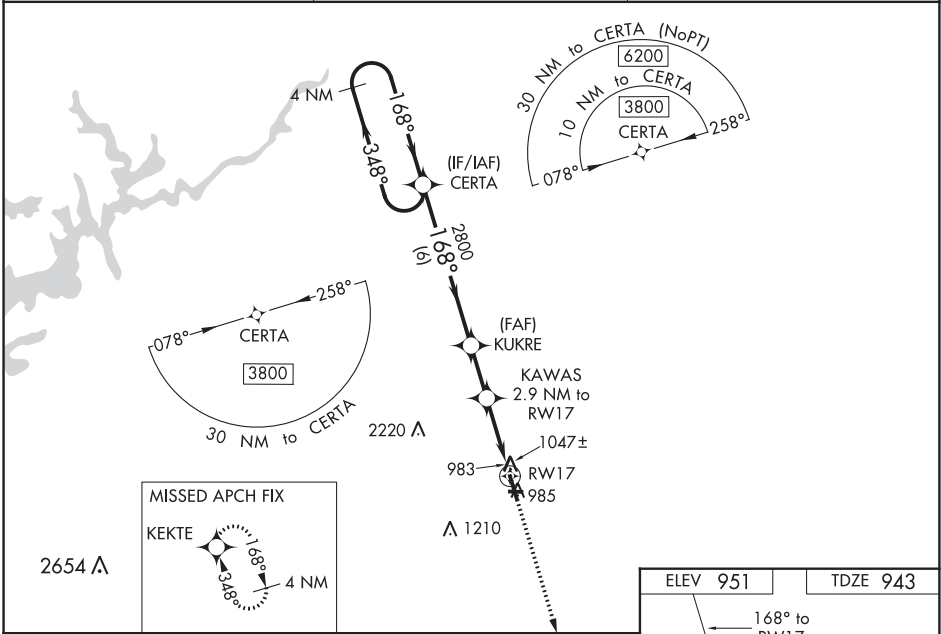 30 NM to CERTA (NoPT)
6200
10 NM to CERTA
3800
CERTA
078°
258°
4 NM
168°
348°
(IF/IAF)
CERTA
2800
168°
(6)
258°
078°
CERTA
3800
30 NM to CERTA
(FAF)
KUKRE
KAWAS
2.9 NM to
RW17
2220
1047±
983
RW17
985
1210
MISSED APCH FIX
KEKTE
168°
348°
4 NM
2654
ELEV 951
TDZE 943
168° to
RW17